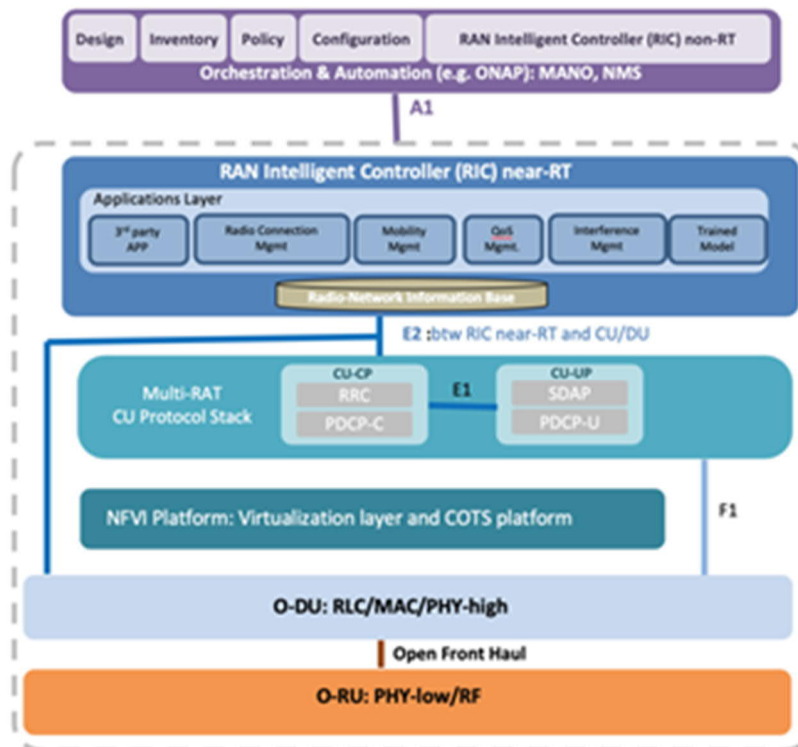 Design Inventory Policy Configuration RAN Intelligent Controller (RIC) non-RT
Orchestration & Automation (e.g. ONAP): MANO, NMS
A1
RAN Intelligent Controller (RIC) near-RT
Applications Layer
3rd party
APP
Radio Connection
Mgmt
Mobility
Mgmt
QoS
Mgmt.
Interference
Mgmt
Trained
Model
Radio-Network Information Base
E2 :btw RIC near-RT and CU/DU
Multi-RAT
CU Protocol Stack
CU-CP
RRC
PDCP-C
E1
CU-UP
SDAP
PDCP-U
NFVI Platform: Virtualization layer and COTS platform
F1
O-DU: RLC/MAC/PHY-high
Open Front Haul
O-RU: PHY-low/RF